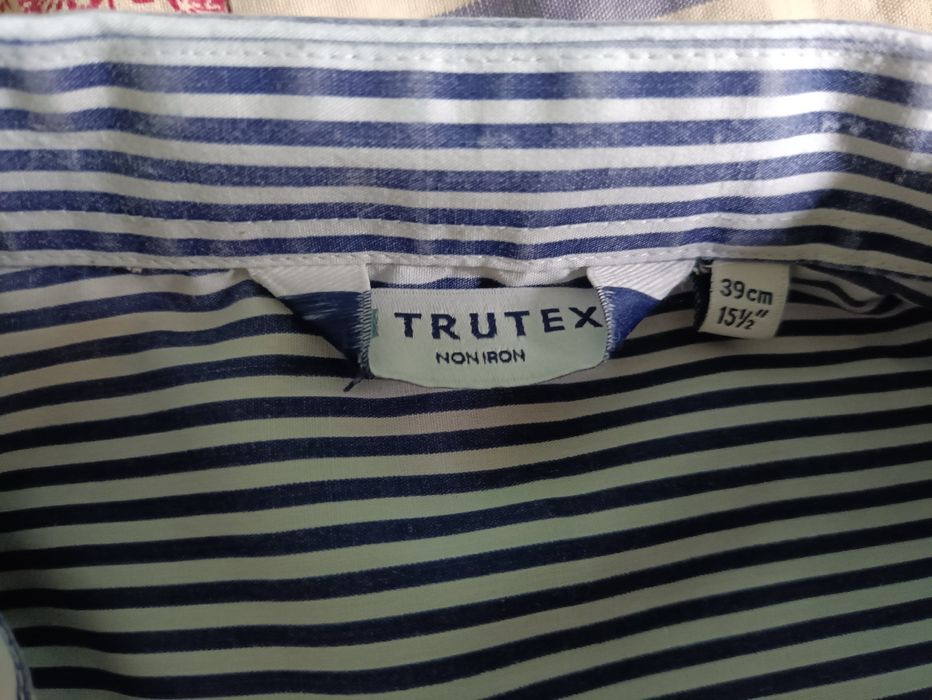 TRUTEX
NON IRON
39cm
15½"